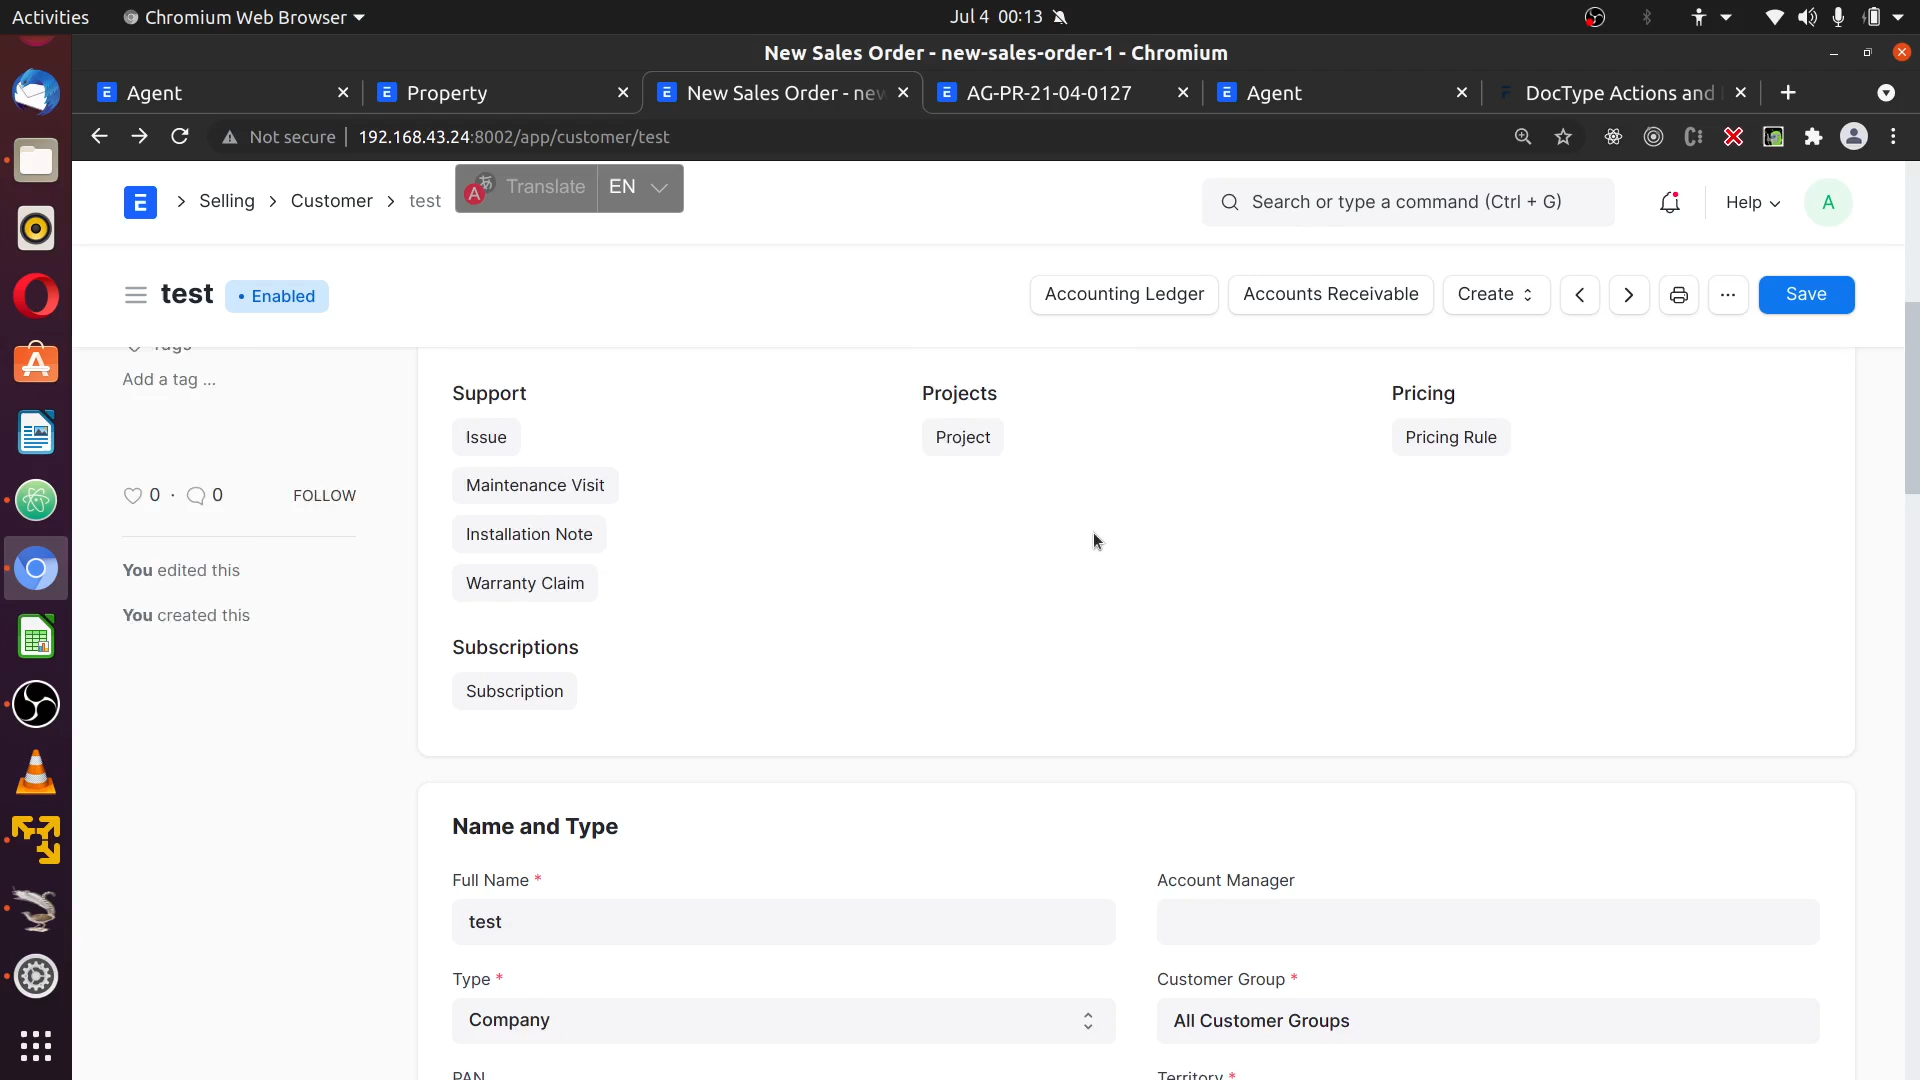 Activities
Chromium Web Browser
Jul 4 00:13
New Sales Order - new-sales-order-1 - Chromium
Agent
Property
New Sales Order - new
AG-PR-21-04-0127
Agent
DocType Actions and
Not secure
192.168.43.24:8002/app/customer/test
Selling
Customer
test
Translate
EN
Search or type a command (Ctrl + G)
Help
A
test
Enabled
Accounting Ledger
Accounts Receivable
Create
Save
Tags
Add a tag ...
0 · 0
FOLLOW
You edited this
You created this
Support
Issue
Maintenance Visit
Installation Note
Warranty Claim
Projects
Project
Pricing
Pricing Rule
Subscriptions
Subscription
Name and Type
Full Name *
test
Account Manager
Type *
Company
Customer Group *
All Customer Groups
PAN
Territory *